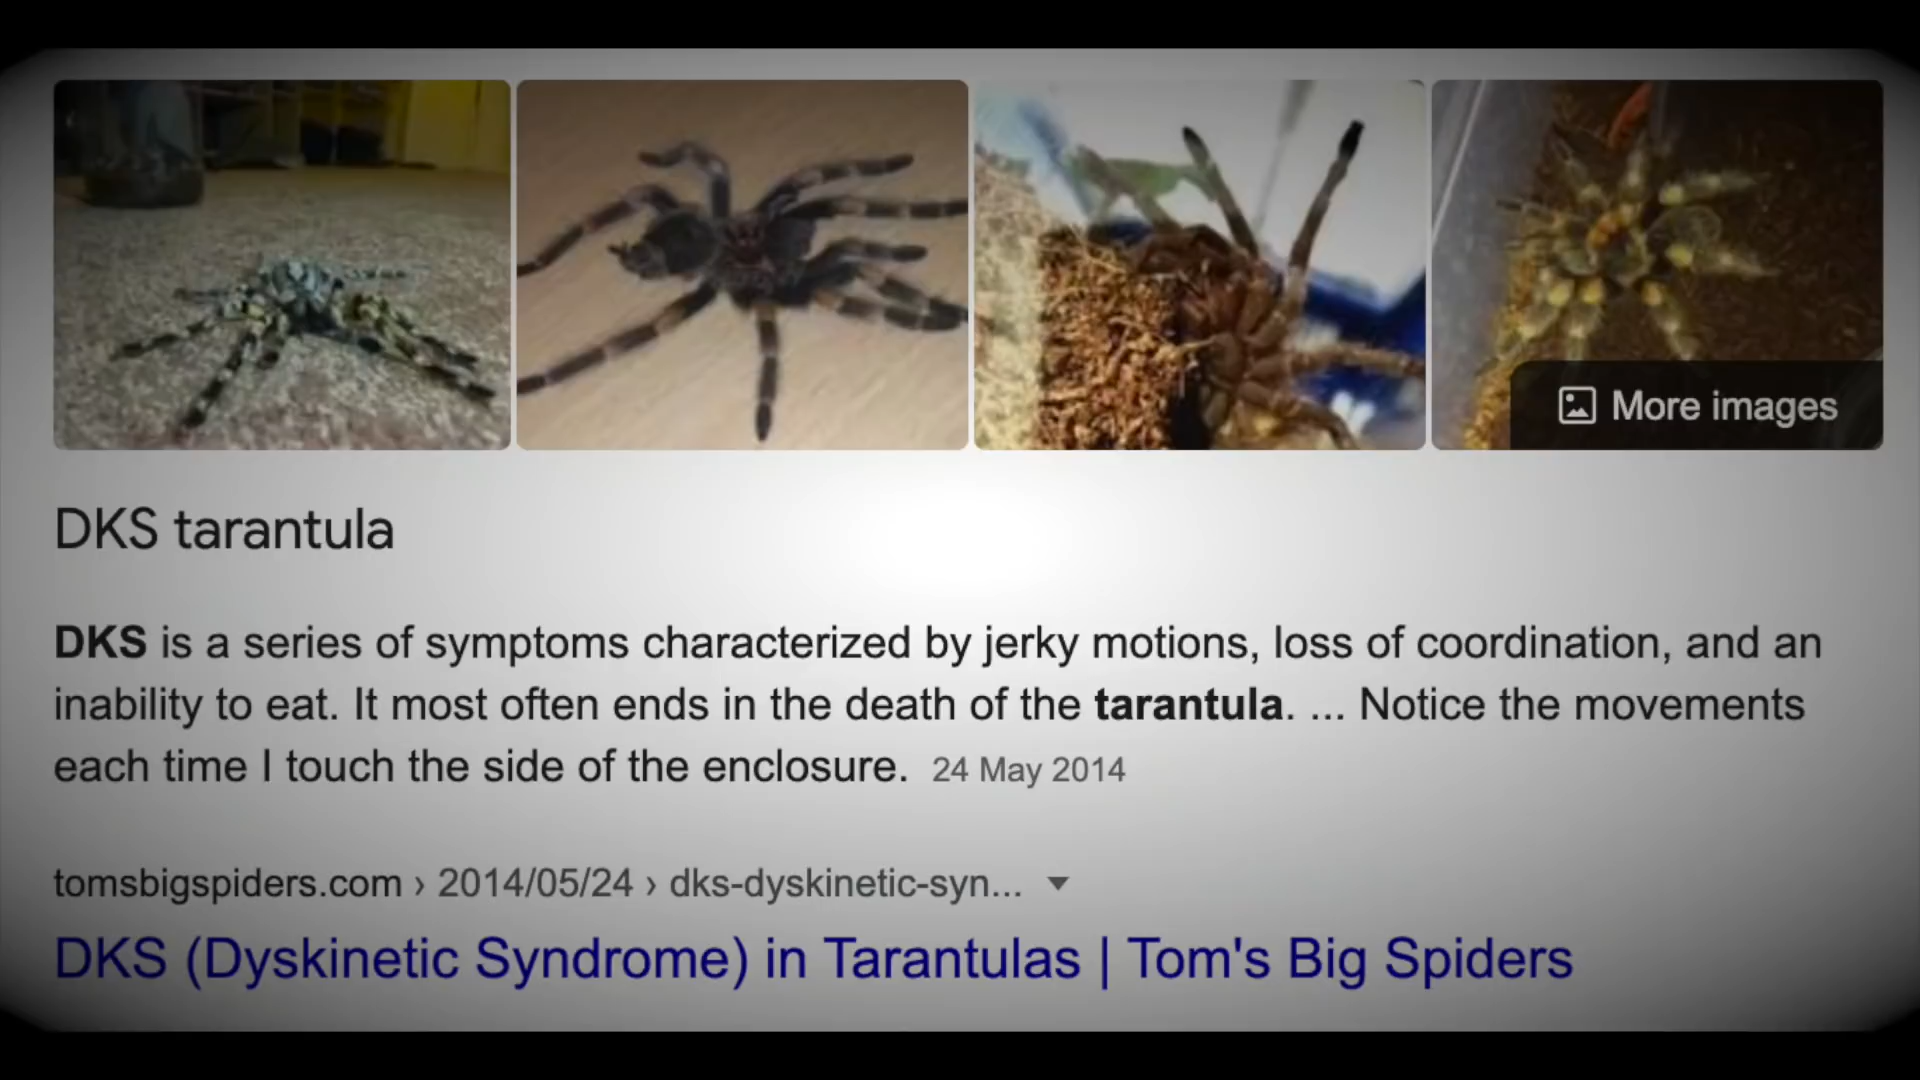 More images
DKS tarantula
DKS is a series of symptoms characterized by jerky motions, loss of coordination, and an
inability to eat. It most often ends in the death of the tarantula. ... Notice the movements
each time I touch the side of the enclosure. 24 May 2014
tomsbigspiders.com › 2014/05/24 › dks-dyskinetic-syn...
DKS (Dyskinetic Syndrome) in Tarantulas | Tom's Big Spiders